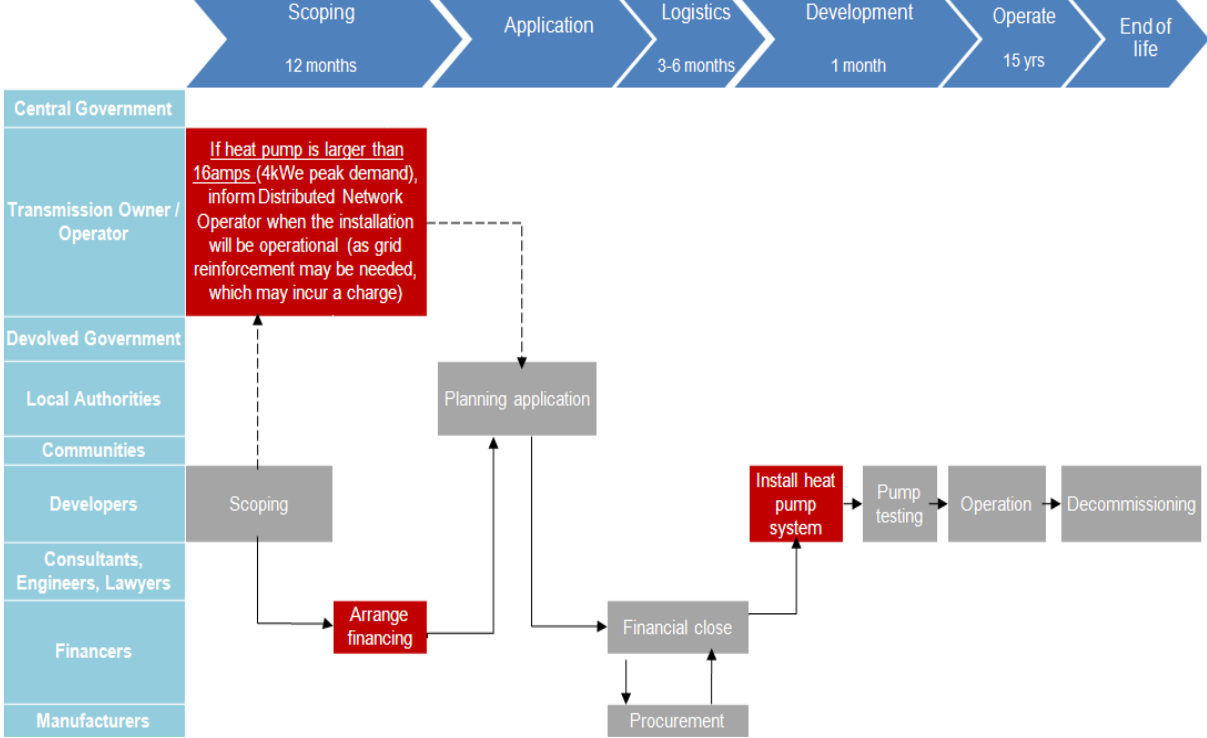 Scoping
12 months
Application
Logistics
3-6 months
Development
1 month
Operate
15 yrs
End of
life
Central Government
Transmission Owner /
Operator
If heat pump is larger than
16amps (4kWe peak demand),
inform Distributed Network
Operator when the installation
will be operational (as grid
reinforcement may be needed,
which may incur a charge)
Devolved Government
Local Authorities
Planning application
Communities
Developers
Scoping
Install heat
pump
system
Pump
testing
Operation
Decommissioning
Consultants,
Engineers, Lawyers
Financers
Arrange
financing
Financial close
Manufacturers
Procurement